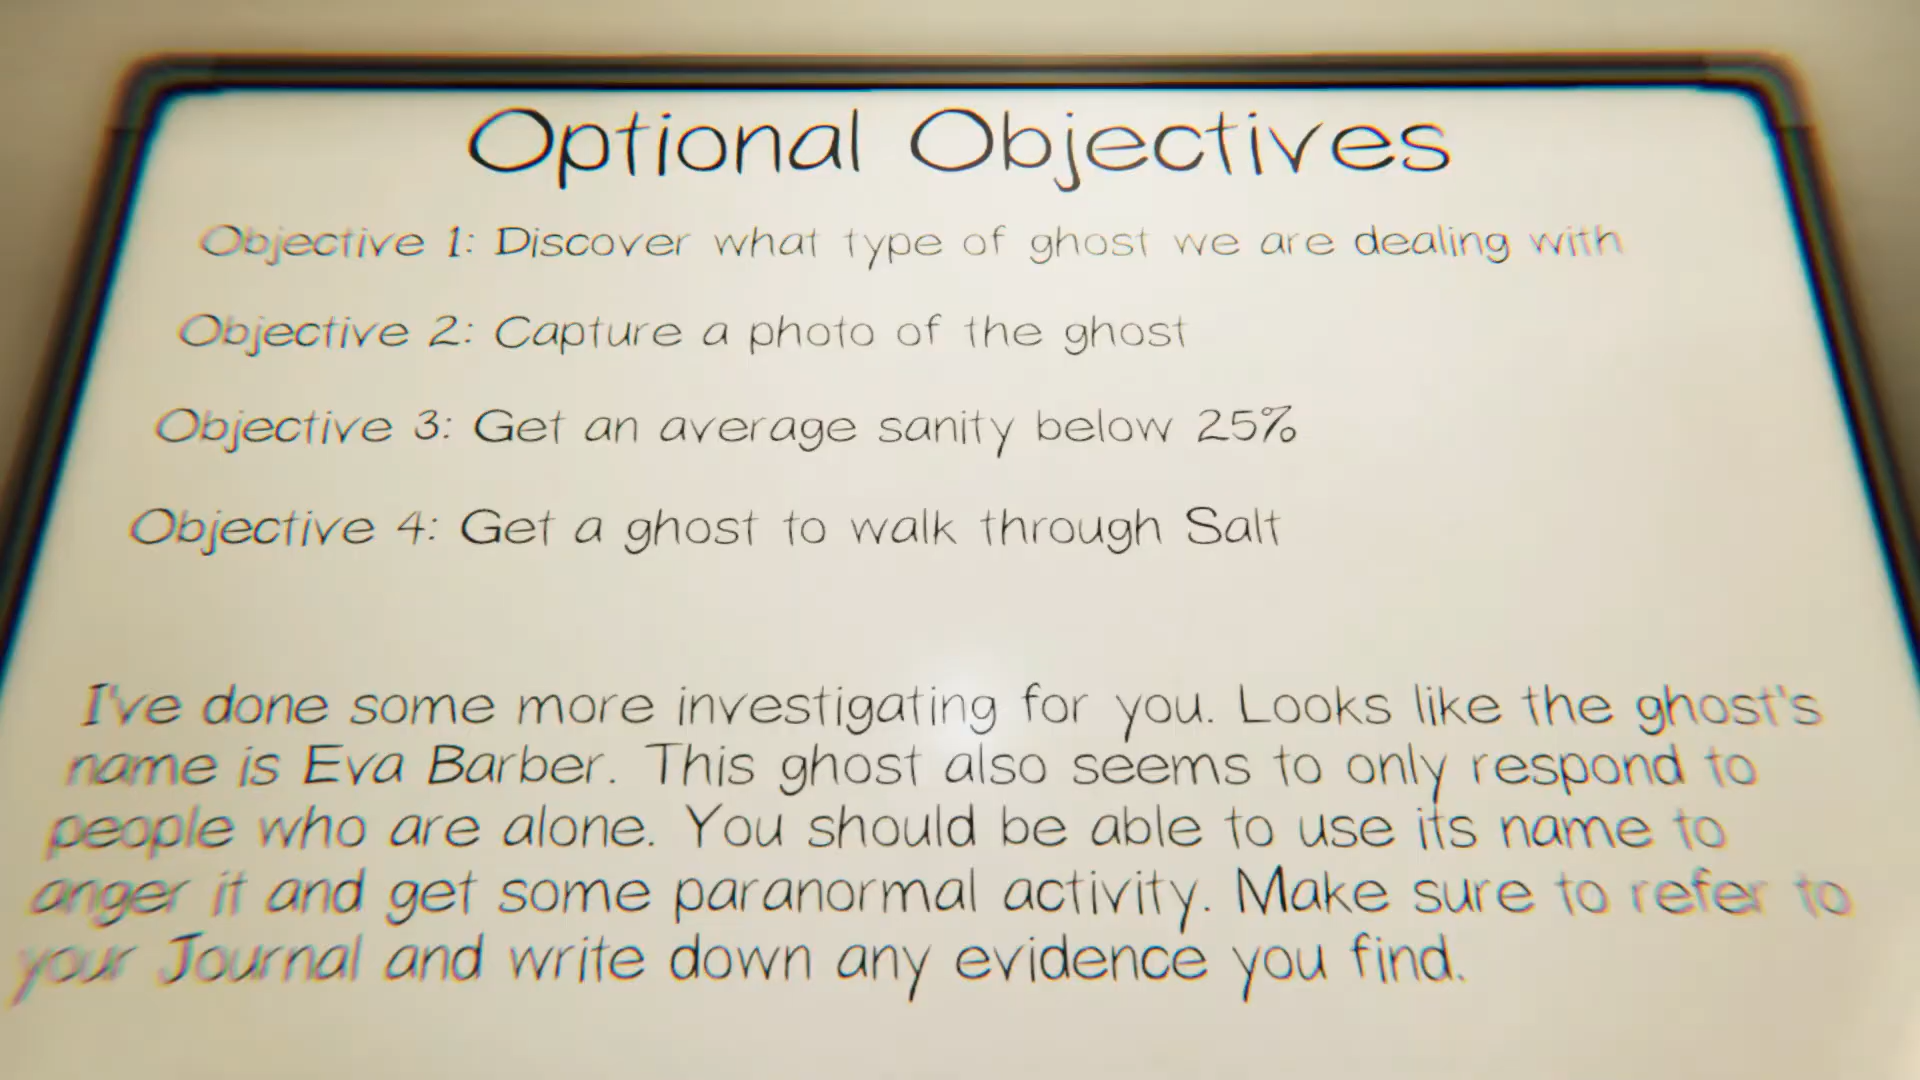 Optional Objectives
Objective 1: Discover what type of ghost we are dealing with
Objective 2: Capture a photo of the ghost
Objective 3: Get an average sanity below 25%
Objective 4: Get a ghost to walk through Salt
I've done some more investigating for you. Looks like the ghost's
name is Eva Barber. This ghost also seems to only respond to
people who are alone. You should be able to use its name to
anger it and get some paranormal activity. Make sure to refer to
your Journal and write down any evidence you find.